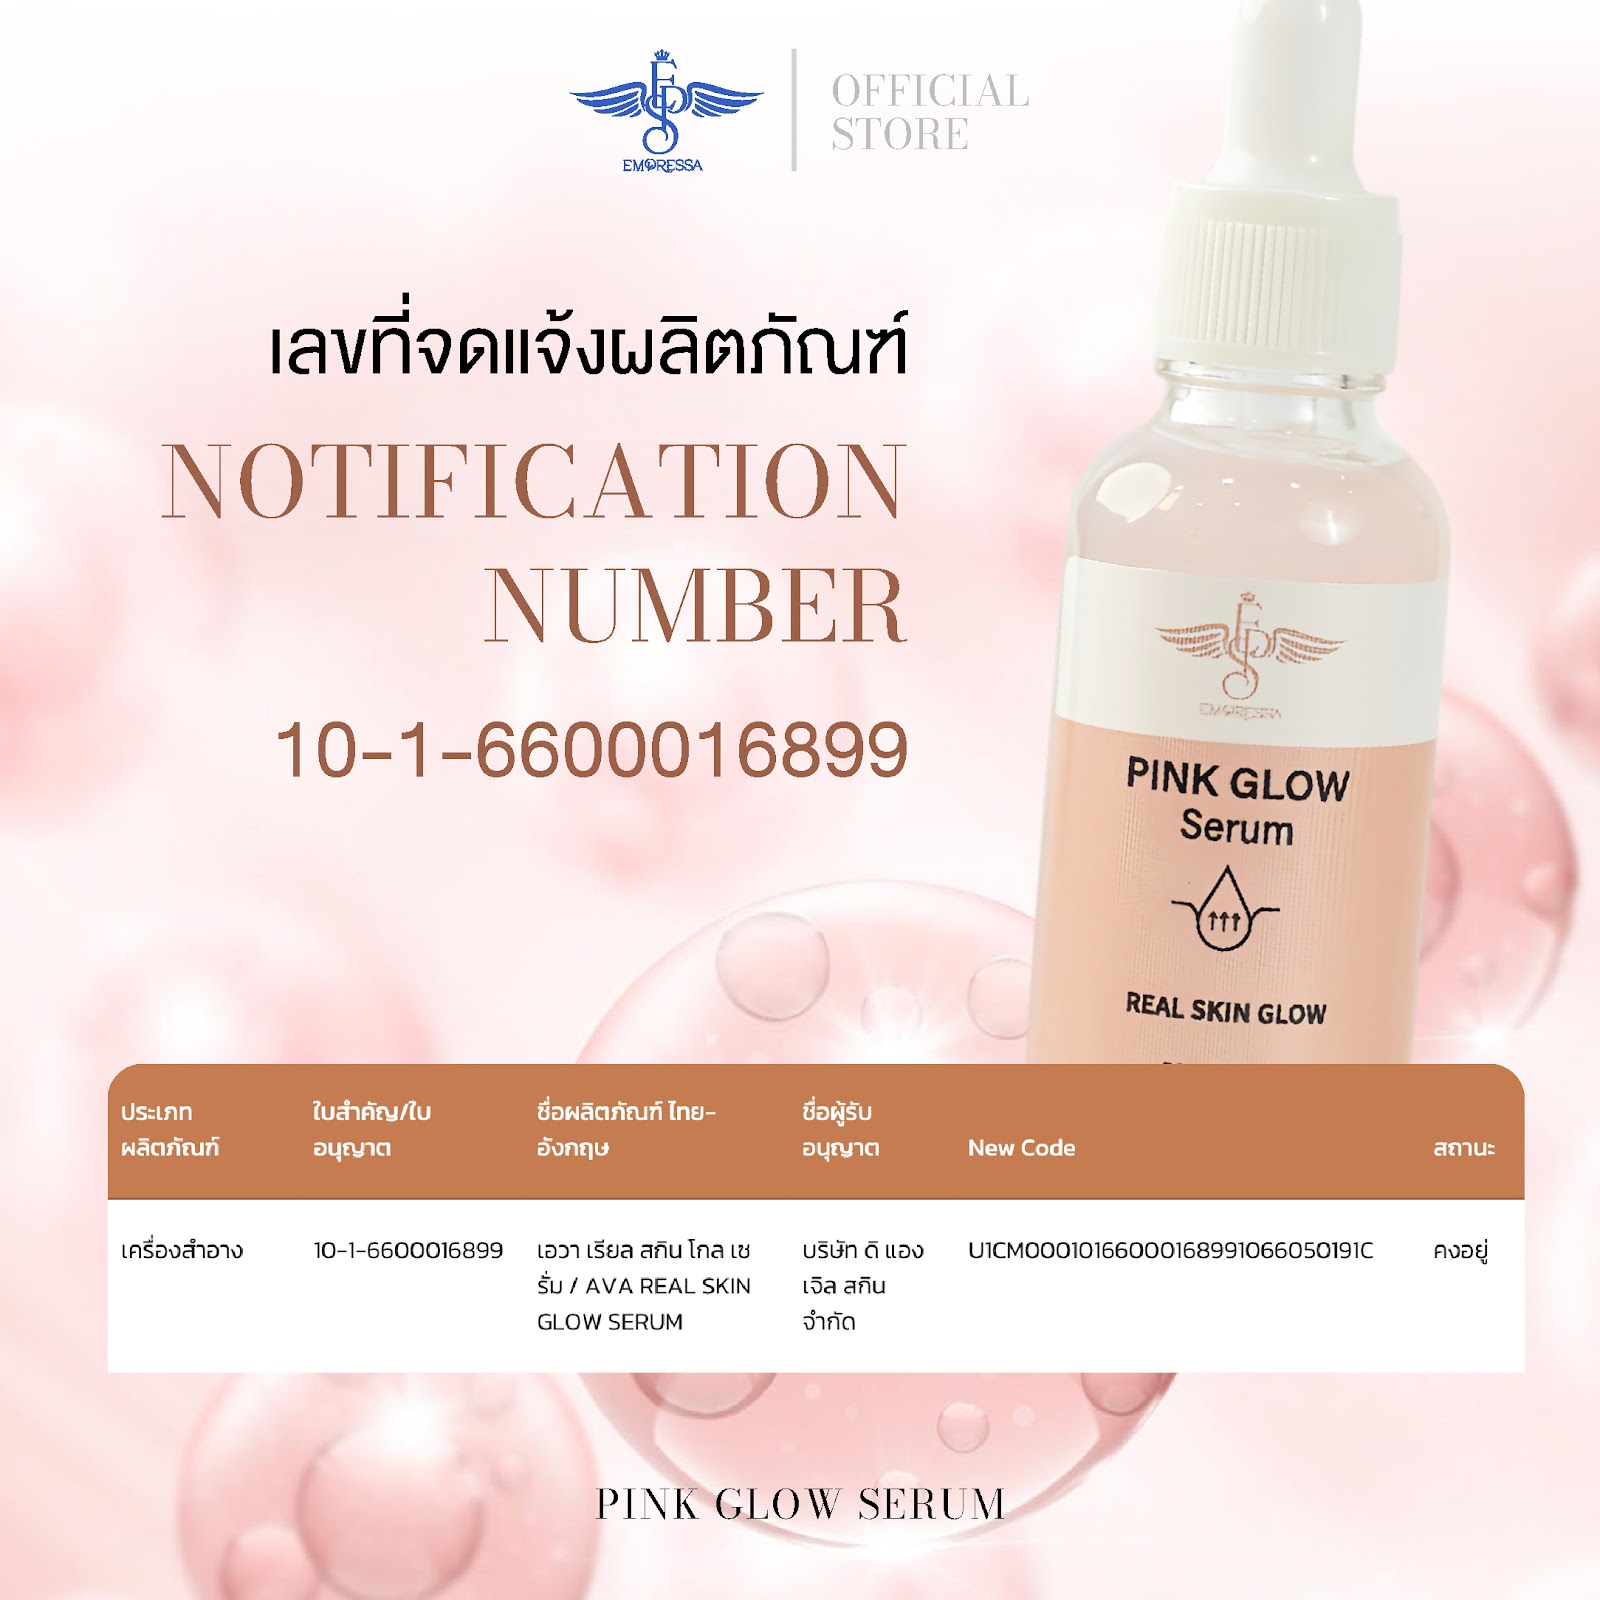 EMPRESSA
OFFICIAL
STORE
เลขที่จดแจ้งผลิตภัณฑ์
NOTIFICATION
NUMBER
10-1-6600016899
EMPRESSA
PINK GLOW
Serum
REAL SKIN GLOW
ประเภท
ผลิตภัณฑ์
ใบสำคัญ/ใบ
อนุญาต
ชื่อผลิตภัณฑ์ ไทย-
อังกฤษ
ชื่อผู้รับ
อนุญาต
New Code
สถานะ
เครื่องสำอาง
10-1-6600016899
เอวา เรียล สกิน โกล เซ
รั่ม / AVA REAL SKIN
GLOW SERUM
บริษัท ดิ แอง
เจิล สกิน
จำกัด
U1CM00010166000168991066050191C
คงอยู่
PINK GLOW SERUM